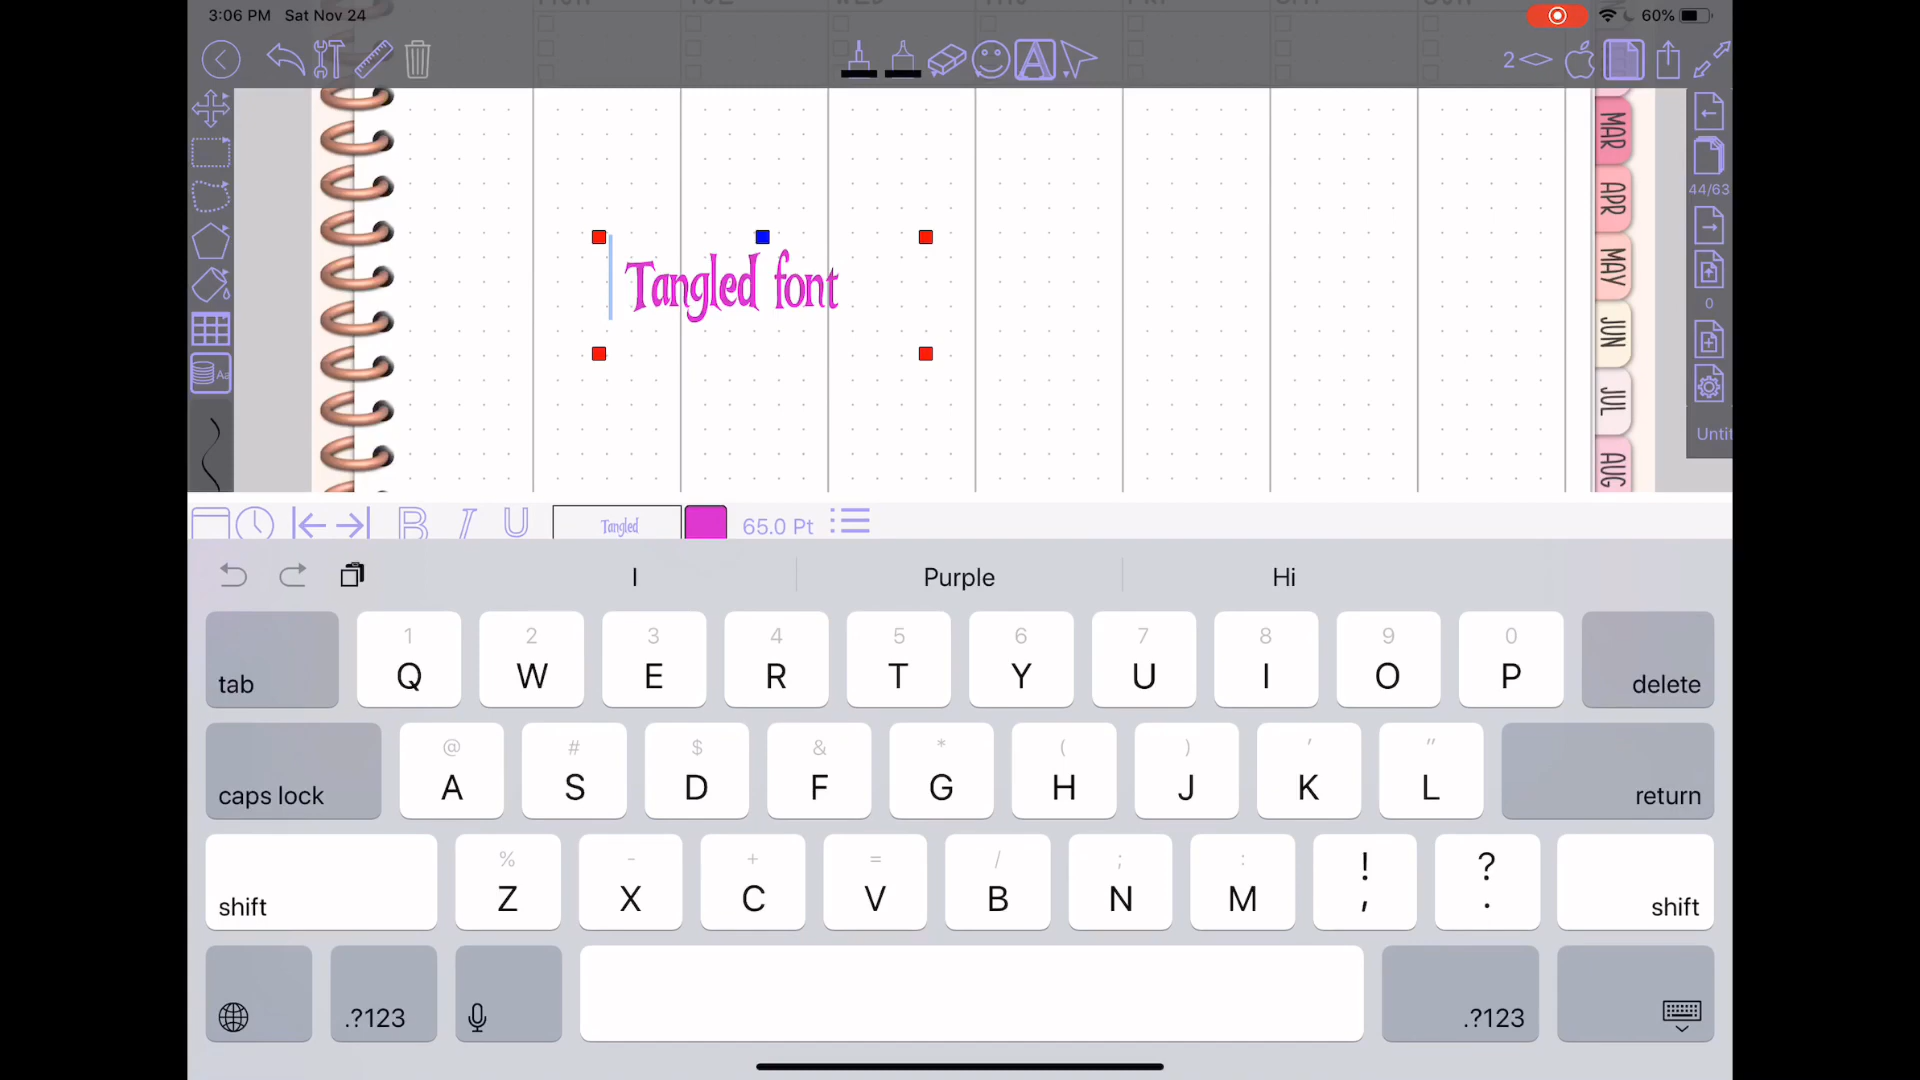 3:06 PM Sat Nov 24
60%
2
MAR
APR
MAY
JUN
JUL
AUG
44/63
0
Untit
Tangled font
B I U
Tangled
65.0 Pt
I Purple Hi
tab
1 2 3 4 5 6 7 8 9 0
Q W E R T Y U I O P
delete
@ # $ & * ( ) ' "
caps lock
A S D F G H J K L
return
% - + = / ; : ! ?
shift
Z X C V B N M , .
shift
.?123
.?123